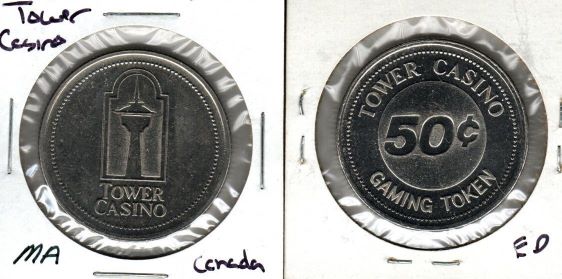 Tower
Casino
TOWER
CASINO
MA
Canada
TOWER CASINO
50¢
GAMING TOKEN
ED